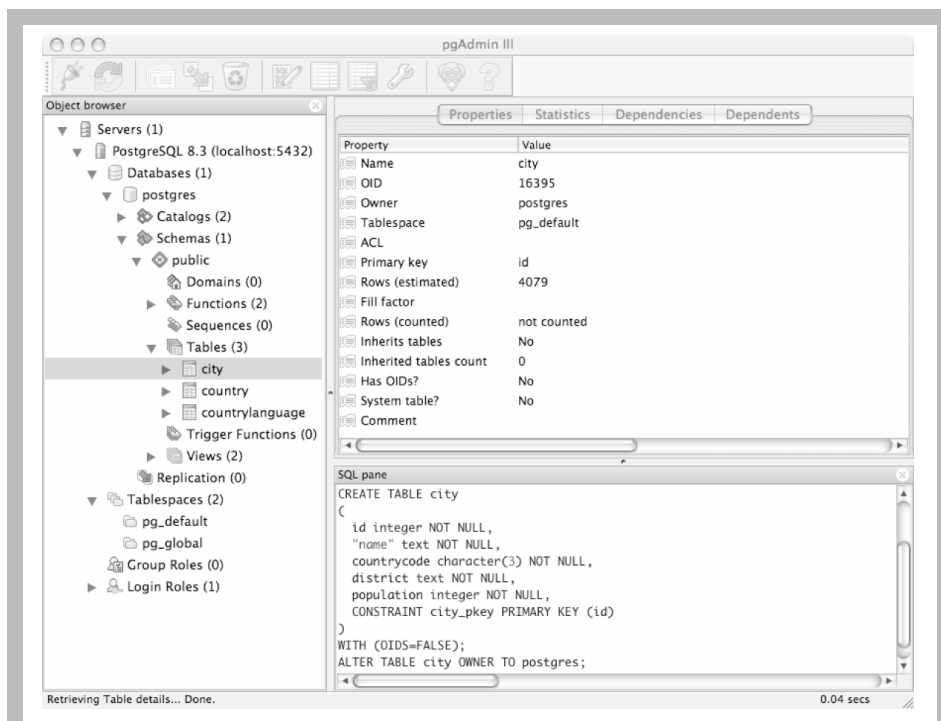 pgAdmin III
Object browser
Servers (1)
PostgreSQL 8.3 (localhost:5432)
Databases (1)
postgres
Catalogs (2)
Schemas (1)
public
Domains (0)
Functions (2)
Sequences (0)
Tables (3)
city
country
countrylanguage
Trigger Functions (0)
Views (2)
Replication (0)
Tablespaces (2)
pg_default
pg_global
Group Roles (0)
Login Roles (1)
Properties Statistics Dependencies Dependents
Property Value
Name city
OID 16395
Owner postgres
Tablespace pg_default
ACL
Primary key id
Rows (estimated) 4079
Fill factor
Rows (counted) not counted
Inherits tables No
Inherited tables count 0
Has OIDs? No
System table? No
Comment
SQL pane
CREATE TABLE city
(
id integer NOT NULL,
"name" text NOT NULL,
countrycode character(3) NOT NULL,
district text NOT NULL,
population integer NOT NULL,
CONSTRAINT city_pkey PRIMARY KEY (id)
)
WITH (OIDS=FALSE);
ALTER TABLE city OWNER TO postgres;
Retrieving Table details... Done. 0.04 secs